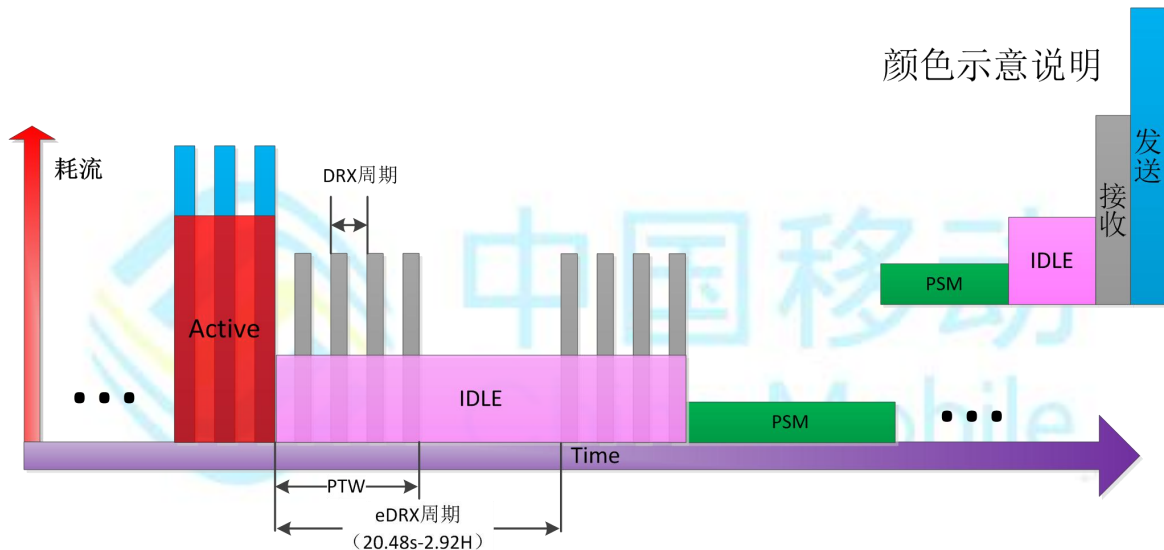 颜色示意说明
耗流
DRX周期
Active
IDLE
PSM
Time
PTW
eDRX周期
（20.48s-2.92H）
PSM
IDLE
接收
发送
中国移动
Mobile